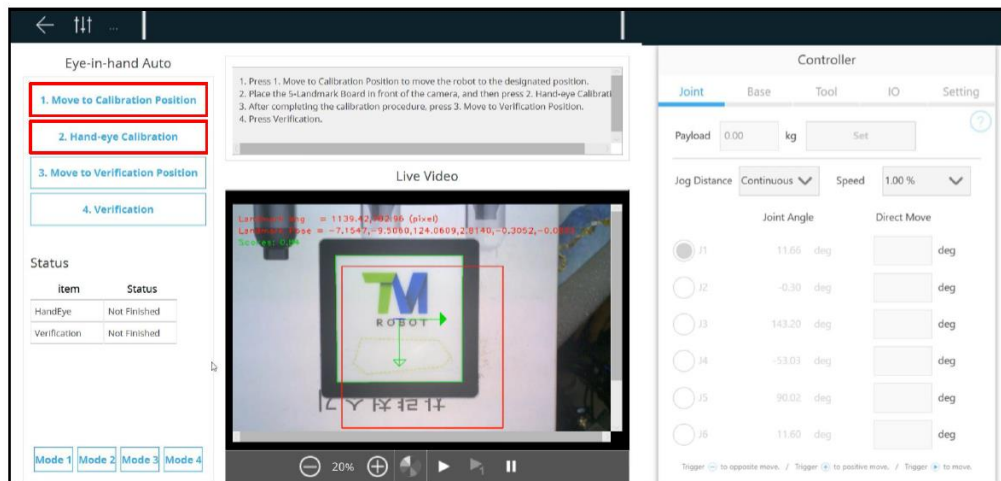 ...
Eye-in-hand Auto
1. Move to Calibration Position
2. Hand-eye Calibration
3. Move to Verification Position
4. Verification
Status
item Status
HandEye Not Finished
Verification Not Finished
Mode 1 Mode 2 Mode 3 Mode 4
1. Press 1. Move to Calibration Position to move the robot to the designated position.
2. Place the 5-Landmark Board in front of the camera, and then press 2. Hand-eye Calibrati
3. After completing the calibration procedure, press 3. Move to Verification Position.
4. Press Verification.
Live Video
(pixel)
TM
ROBOT
20%
Controller
Joint Base Tool IO Setting
?
Payload 0.00 kg Set
Jog Distance Continuous Speed 1.00 %
Joint Angle Direct Move
J1 11.66 deg deg
J2 -0.30 deg deg
J3 143.20 deg deg
J4 -53.03 deg deg
J5 90.02 deg deg
J6 11.60 deg deg
Trigger − to opposite move. / Trigger + to positive move. / Trigger to move.